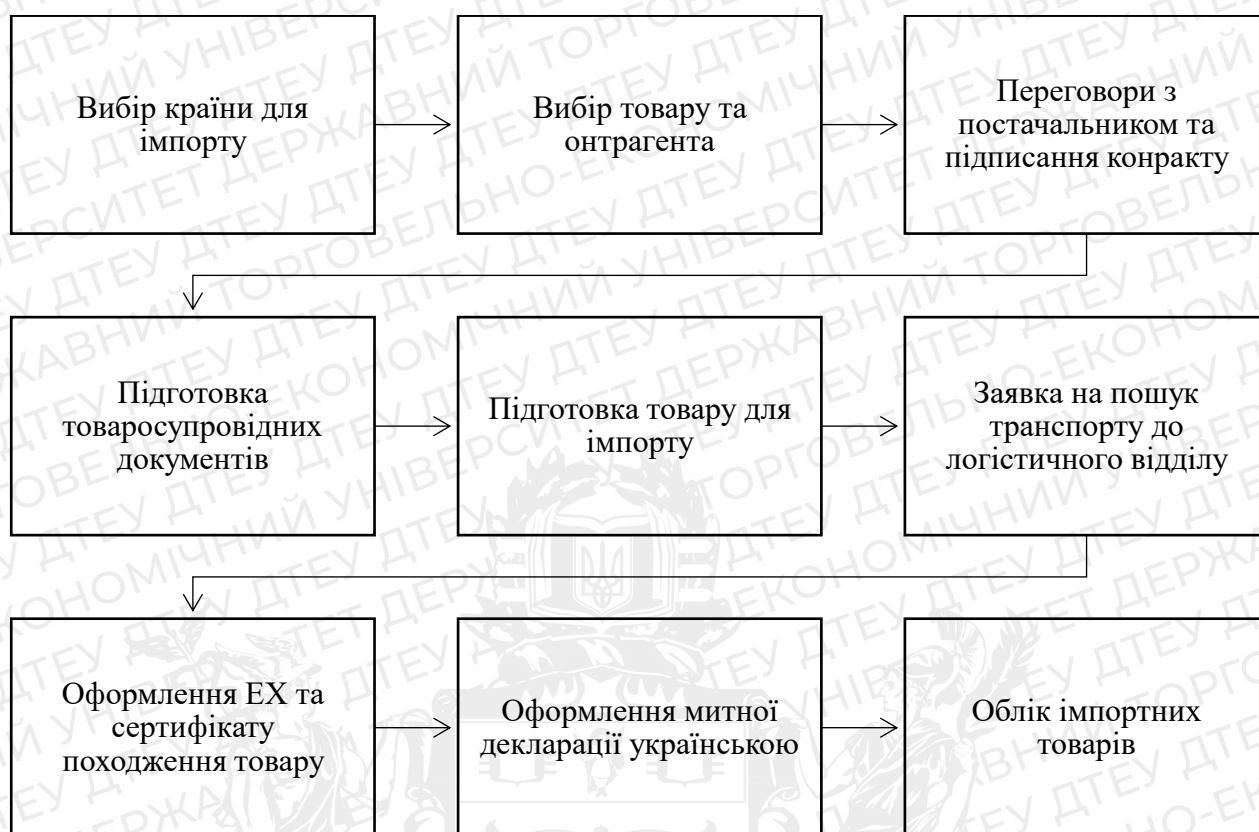 Вибір країни для
імпорту
Вибір товару та
онтрагента
Переговори з
постачальником та
підписання конракту
Підготовка
товаросупровідних
документів
Підготовка товару для
імпорту
Заявка на пошук
транспорту до
логістичного відділу
Оформлення EX та
сертифікату
походження товару
Оформлення митної
декларації українською
Облік імпортних
товарів